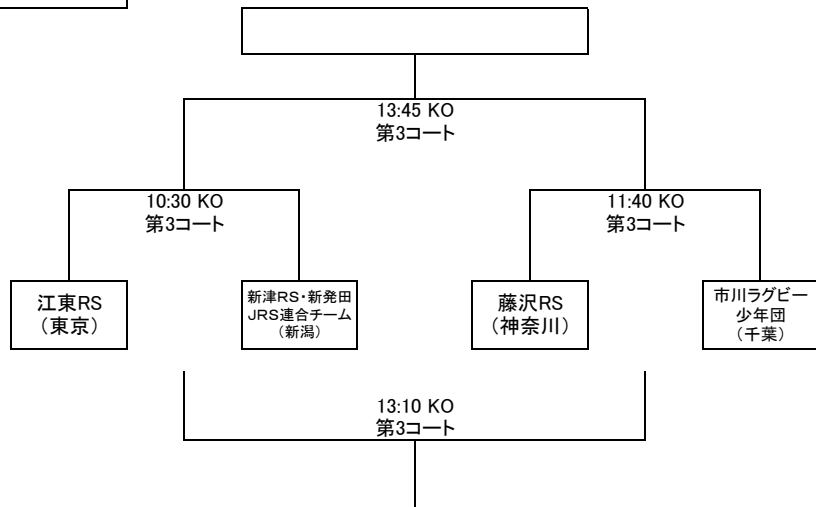 13:45 KO
第3コート
10:30 KO
第3コート
11:40 KO
第3コート
江東RS
（東京）
新津RS・新発田
JRS連合チーム
（新潟）
藤沢RS
（神奈川）
市川ラグビー
少年団
（千葉）
13:10 KO
第3コート